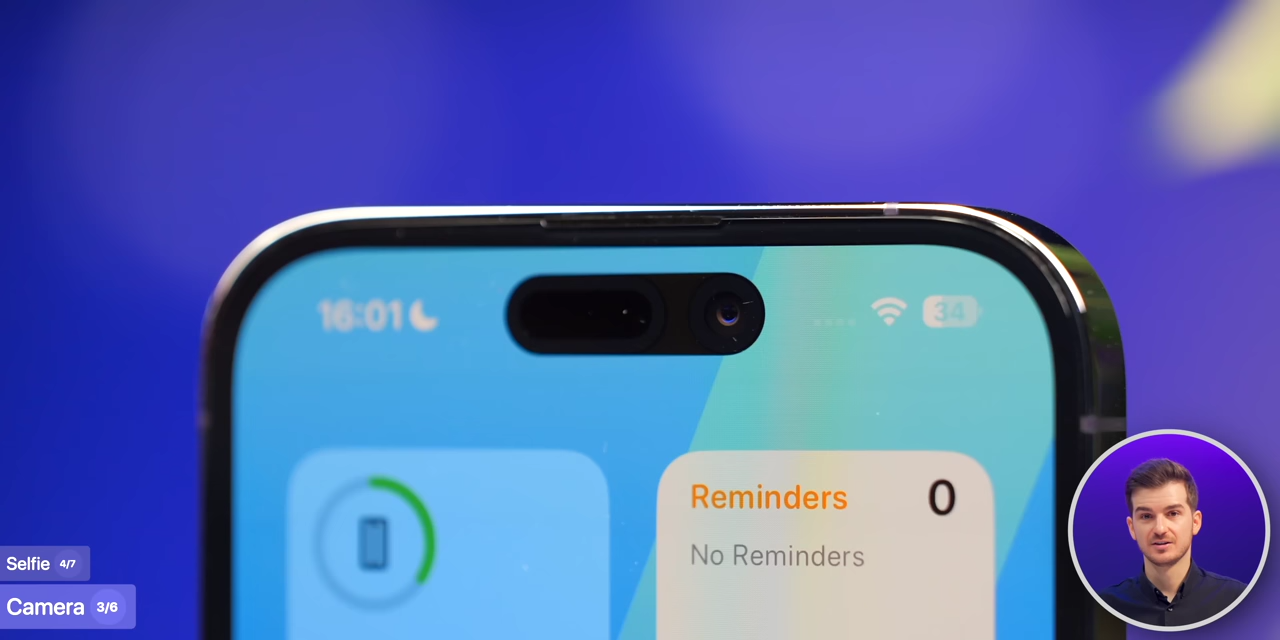 16:01
34
Reminders 0
No Reminders
Selfie 4/7
Camera 3/6